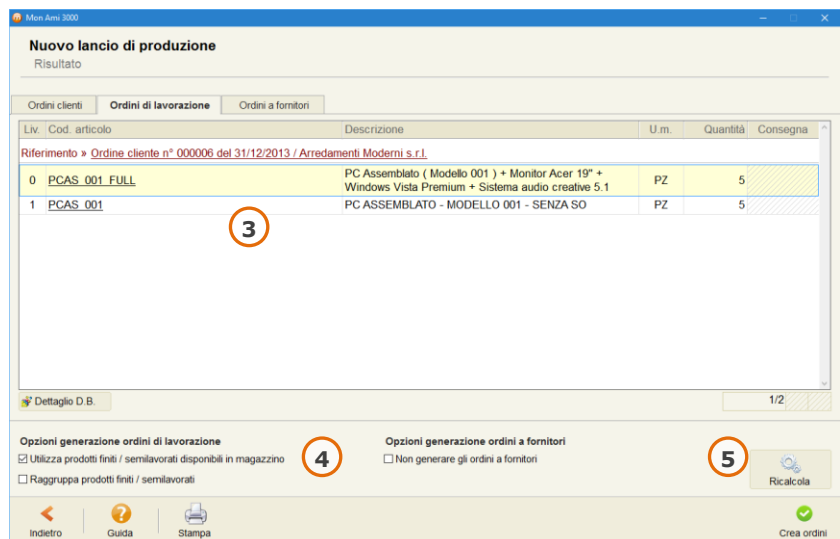 Mon Ami 3000
Nuovo lancio di produzione
Risultato
Ordini clienti Ordini di lavorazione Ordini a fornitori
Liv. Cod. articolo Descrizione U.m. Quantità Consegna
Riferimento » Ordine cliente n° 000006 del 31/12/2013 / Arredamenti Moderni s.r.l.
0 PCAS_001_FULL PC Assemblato ( Modello 001 ) + Monitor Acer 19" + PZ 5
Windows Vista Premium + Sistema audio creative 5.1
1 PCAS_001 PC ASSEMBLATO - MODELLO 001 - SENZA SO PZ 5
3
Dettaglio D.B. 1/2
Opzioni generazione ordini di lavorazione Opzioni generazione ordini a fornitori
Utilizza prodotti finiti / semilavorati disponibili in magazzino 4 Non generare gli ordini a fornitori 5
Raggruppa prodotti finiti / semilavorati Ricalcola
Indietro Guida Stampa Crea ordini